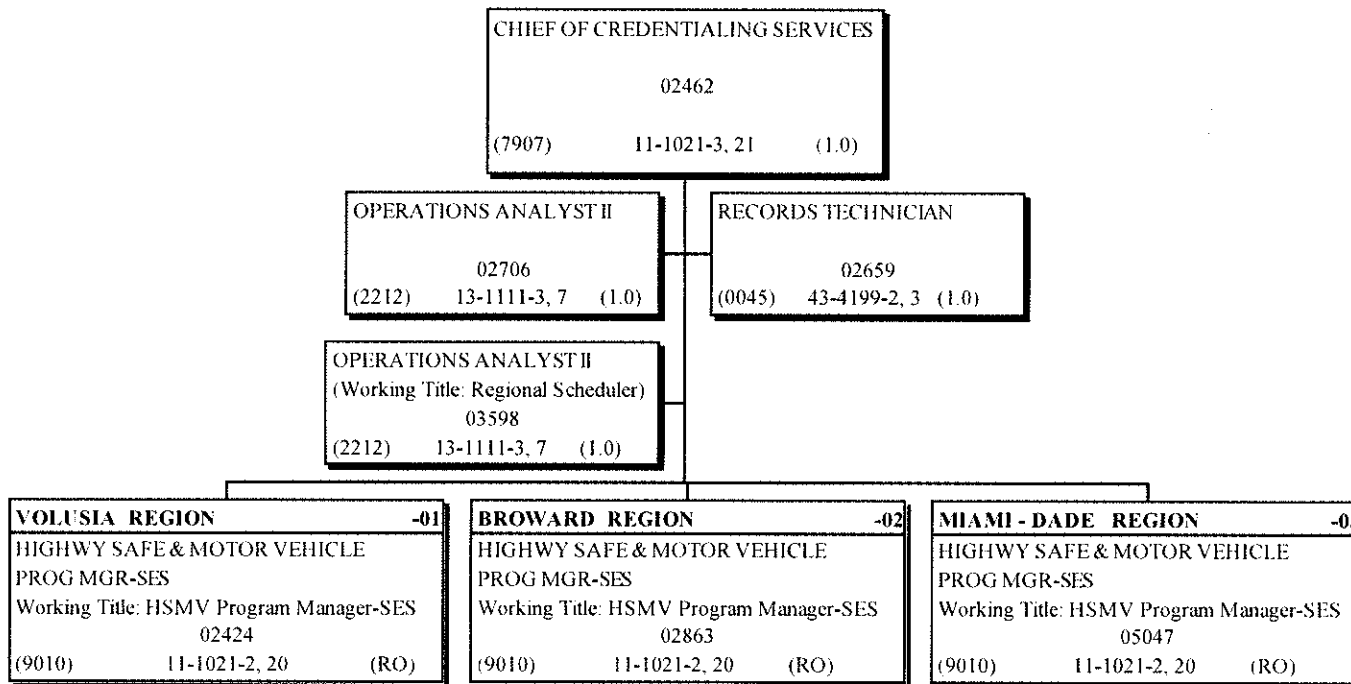 CHIEF OF CREDENTIALING SERVICES
02462
(7907) 11-1021-3, 21 (1.0)
OPERATIONS ANALYST II
02706
(2212) 13-1111-3, 7 (1.0)
RECORDS TECHNICIAN
02659
(0045) 43-4199-2, 3 (1.0)
OPERATIONS ANALYST II
(Working Title: Regional Scheduler)
03598
(2212) 13-1111-3, 7 (1.0)
VOLUSIA REGION -01
HIGHWY SAFE & MOTOR VEHICLE
PROG MGR-SES
Working Title: HSMV Program Manager-SES
02424
(9010) 11-1021-2, 20 (RO)
BROWARD REGION -02
HIGHWY SAFE & MOTOR VEHICLE
PROG MGR-SES
Working Title: HSMV Program Manager-SES
02863
(9010) 11-1021-2, 20 (RO)
MIAMI - DADE REGION
HIGHWY SAFE & MOTOR VEHICLE
PROG MGR-SES
Working Title: HSMV Program Manager-SES
05047
(9010) 11-1021-2, 20 (RO)